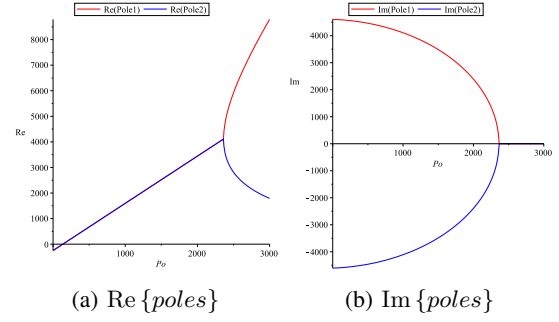 Re(Pole1) Re(Pole2)
8000
7000
6000
5000
Re
4000
3000
2000
1000
0
0 1000 2000 3000
Po
(a) Re {poles}
Im(Pole1) Im(Pole2)
4000
Im
3000
2000
1000
0
1000 2000 3000
Po
−1000
−2000
−3000
−4000
(b) Im {poles}